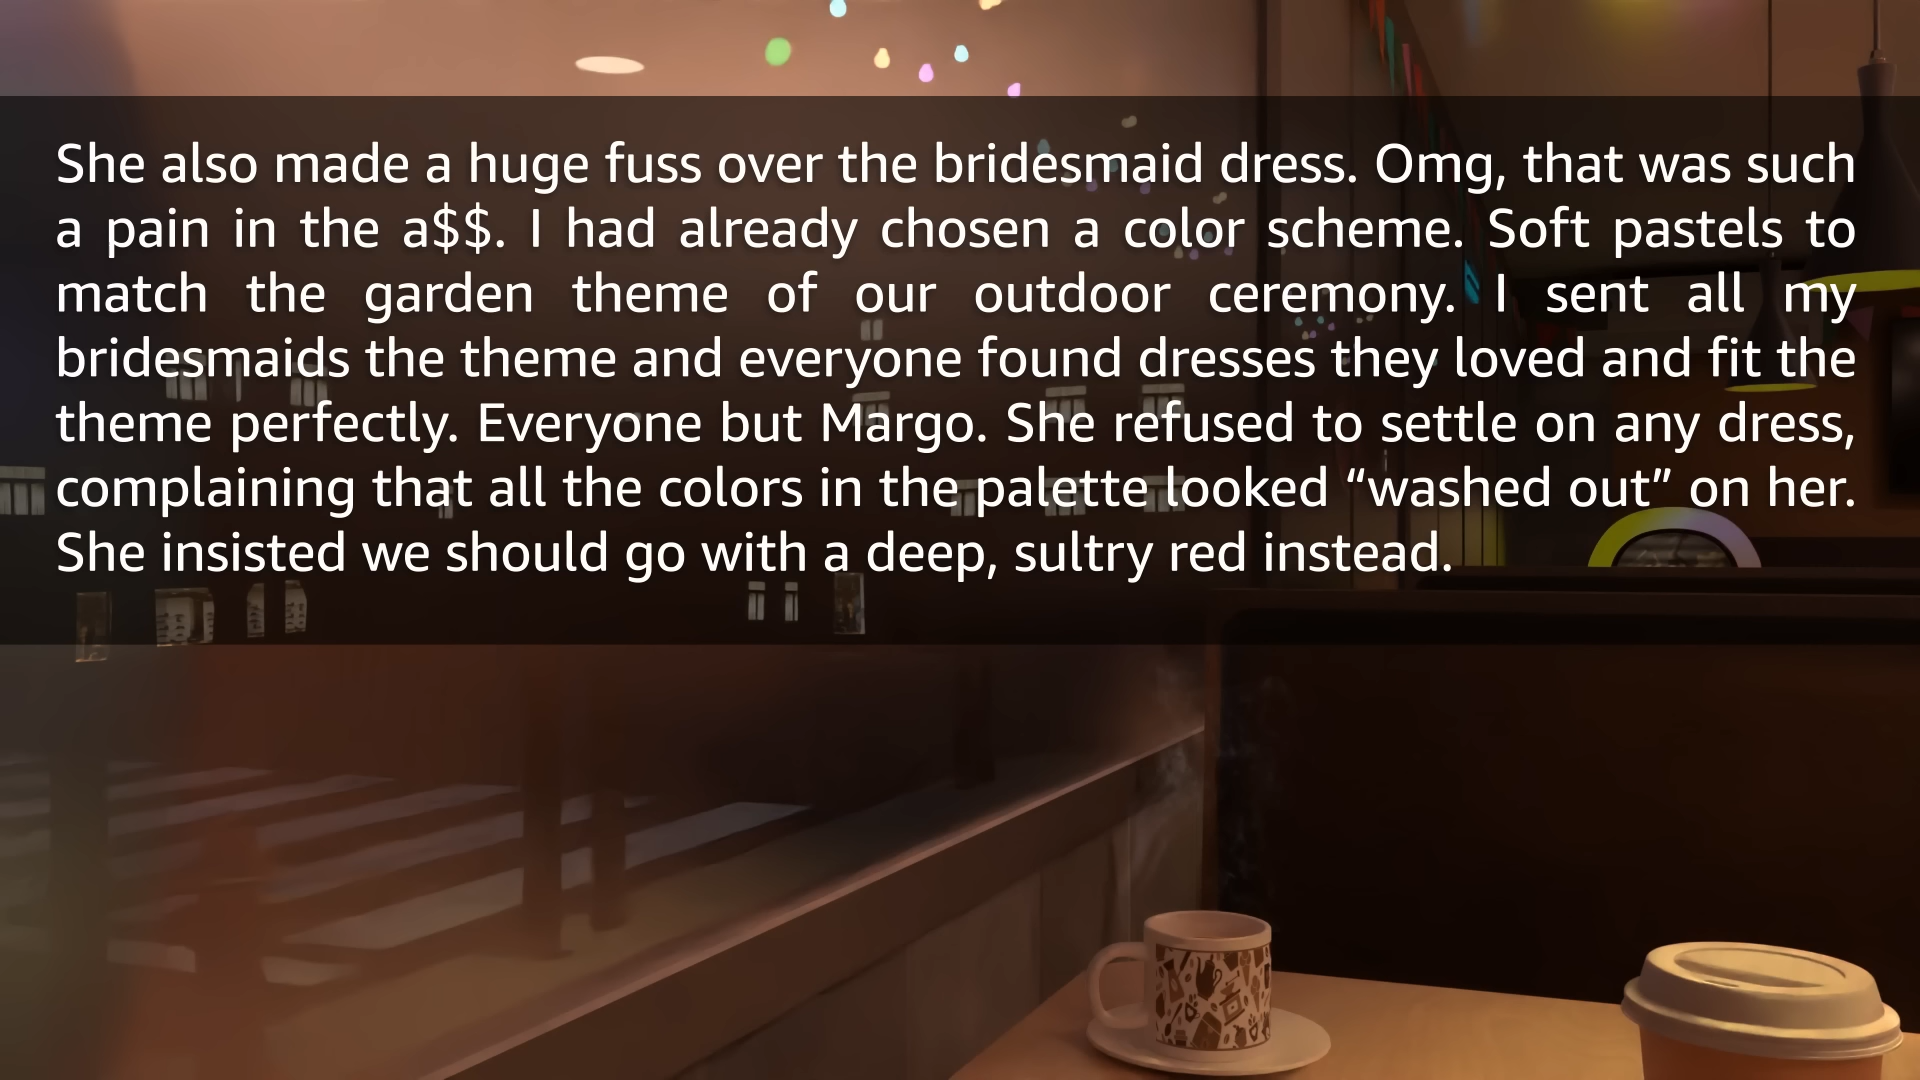 She also made a huge fuss over the bridesmaid dress. Omg, that was such
a pain in the a$$. I had already chosen a color scheme. Soft pastels to
match the garden theme of our outdoor ceremony. I sent all my
bridesmaids the theme and everyone found dresses they loved and fit the
theme perfectly. Everyone but Margo. She refused to settle on any dress,
complaining that all the colors in the palette looked “washed out” on her.
She insisted we should go with a deep, sultry red instead.